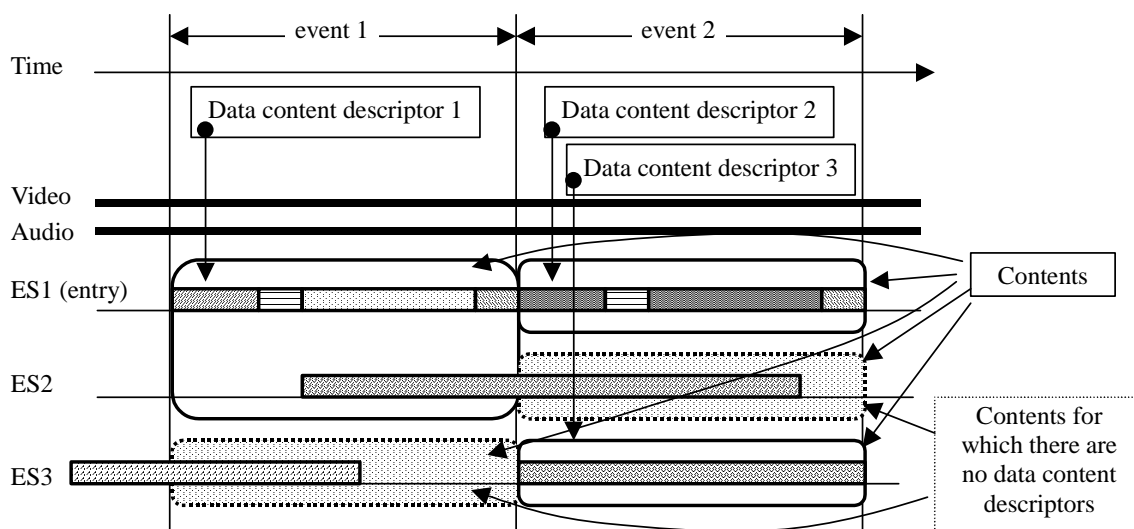 event 1
event 2
Time
Data content descriptor 1
Data content descriptor 2
Data content descriptor 3
Video
Audio
ES1 (entry)
Contents
ES2
Contents for
which there are
no data content
descriptors
ES3